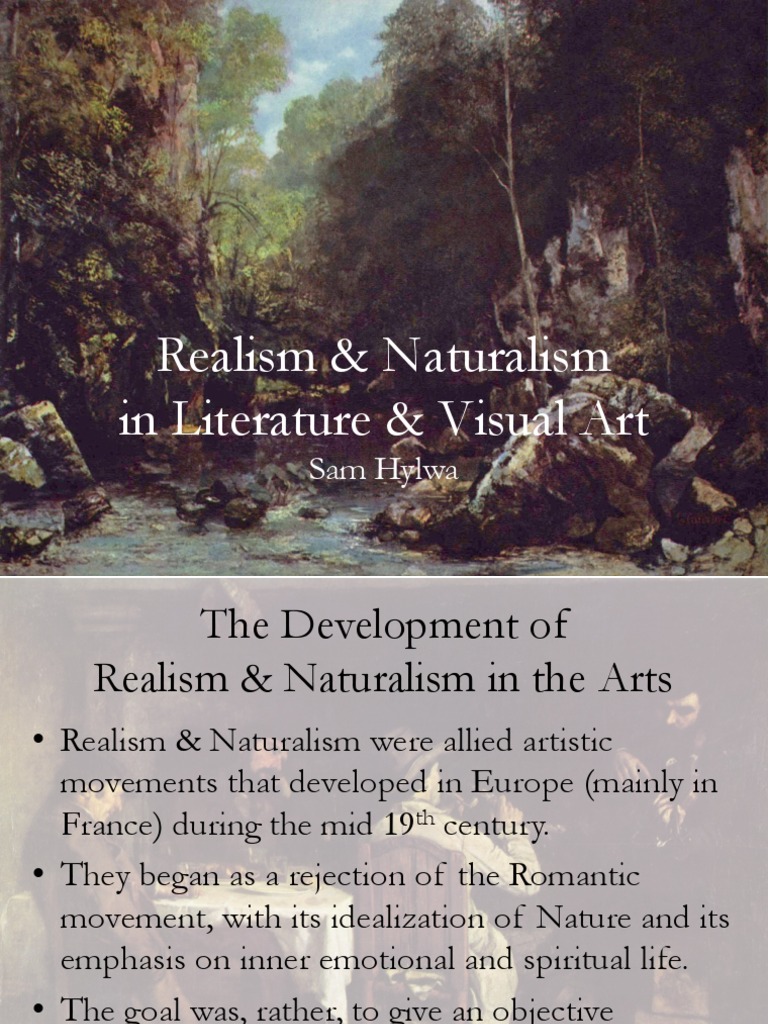 Realism & Naturalism
in Literature & Visual Art
Sam Hylwa
The Development of
Realism & Naturalism in the Arts
• Realism & Naturalism were allied artistic
movements that developed in Europe (mainly in
France) during the mid 19th century.
• They began as a rejection of the Romantic
movement, with its idealization of Nature and its
emphasis on inner emotional and spiritual life.
• The goal was, rather, to give an objective